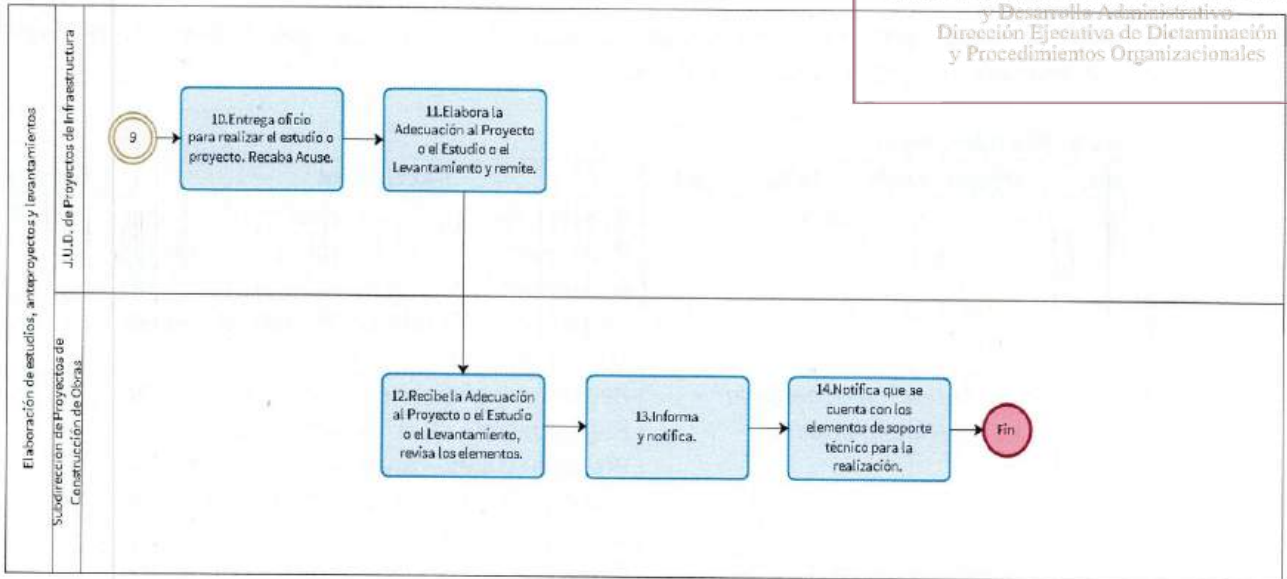 y Desarrollo Administrativo
Dirección Ejecutiva de Dictaminación
y Procedimientos Organizacionales
Elaboración de estudios, anteproyectos y levantamientos
J.U.D. de Proyectos de Infraestructura
9
10.Entrega oficio
para realizar el estudio o
proyecto. Recaba Acuse.
11.Elabora la
Adecuación al Proyecto
o el Estudio o el
Levantamiento y remite.
Subdirección de Proyectos de
Construcción de Obras
12.Recibe la Adecuación
al Proyecto o el Estudio
o el Levantamiento,
revisa los elementos.
13.Informa
y notifica.
14.Notifica que se
cuenta con los
elementos de soporte
técnico para la
realización.
Fin